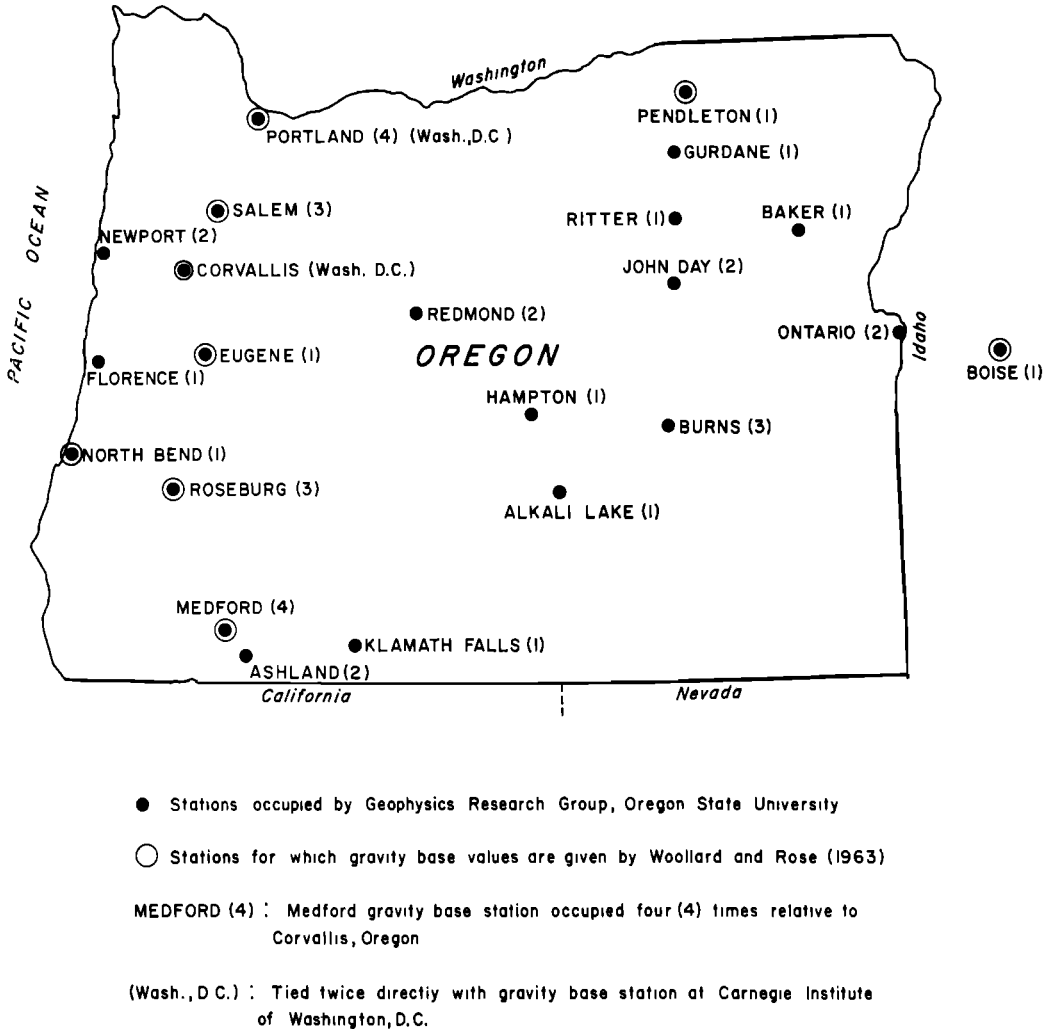 Washington
PORTLAND (4) (Wash.,D.C )
PENDLETON (1)
GURDANE (1)
PACIFIC OCEAN
SALEM (3)
RITTER (1)
BAKER (1)
NEWPORT (2)
CORVALLIS (Wash. D.C.)
JOHN DAY (2)
REDMOND (2)
ONTARIO (2)
Idaho
EUGENE (1)
OREGON
BOISE (1)
FLORENCE (1)
HAMPTON (1)
BURNS (3)
NORTH BEND (1)
ROSEBURG (3)
ALKALI LAKE (1)
MEDFORD (4)
KLAMATH FALLS (1)
ASHLAND (2)
California
Nevada
Stations occupied by Geophysics Research Group, Oregon State University
Stations for which gravity base values are given by Woollard and Rose (1963)
MEDFORD (4) : Medford gravity base station occupied four (4) times relative to
Corvallis, Oregon
(Wash., D C.) : Tied twice directly with gravity base station at Carnegie Institute
of Washington, D.C.